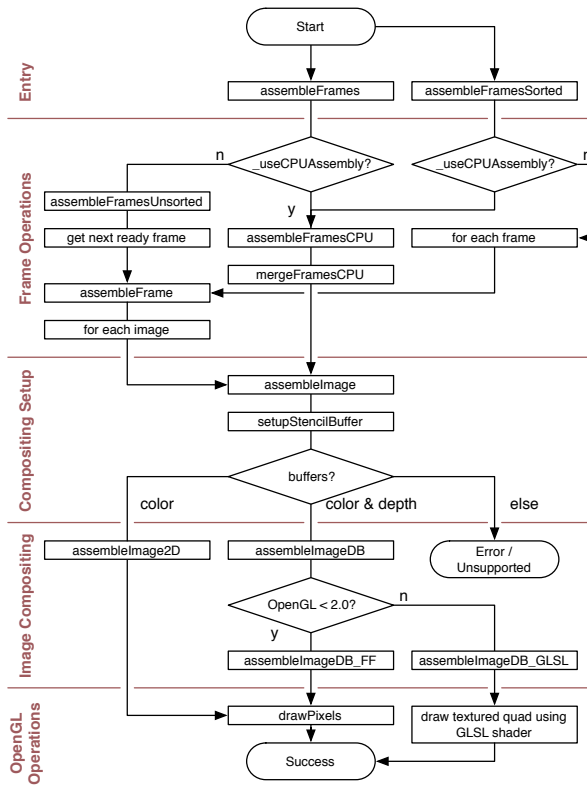 Start
Entry
assembleFrames
assembleFramesSorted
n
_useCPUAssembly?
_useCPUAssembly?
n
Frame Operations
assembleFramesUnsorted
y
get next ready frame
assembleFramesCPU
for each frame
mergeFramesCPU
assembleFrame
for each image
Compositing Setup
assembleImage
setupStencilBuffer
buffers?
color
color & depth
else
Image Compositing
assembleImage2D
assembleImageDB
Error /
Unsupported
OpenGL < 2.0?
n
y
assembleImageDB_FF
assembleImageDB_GLSL
OpenGL
Operations
drawPixels
draw textured quad using
GLSL shader
Success